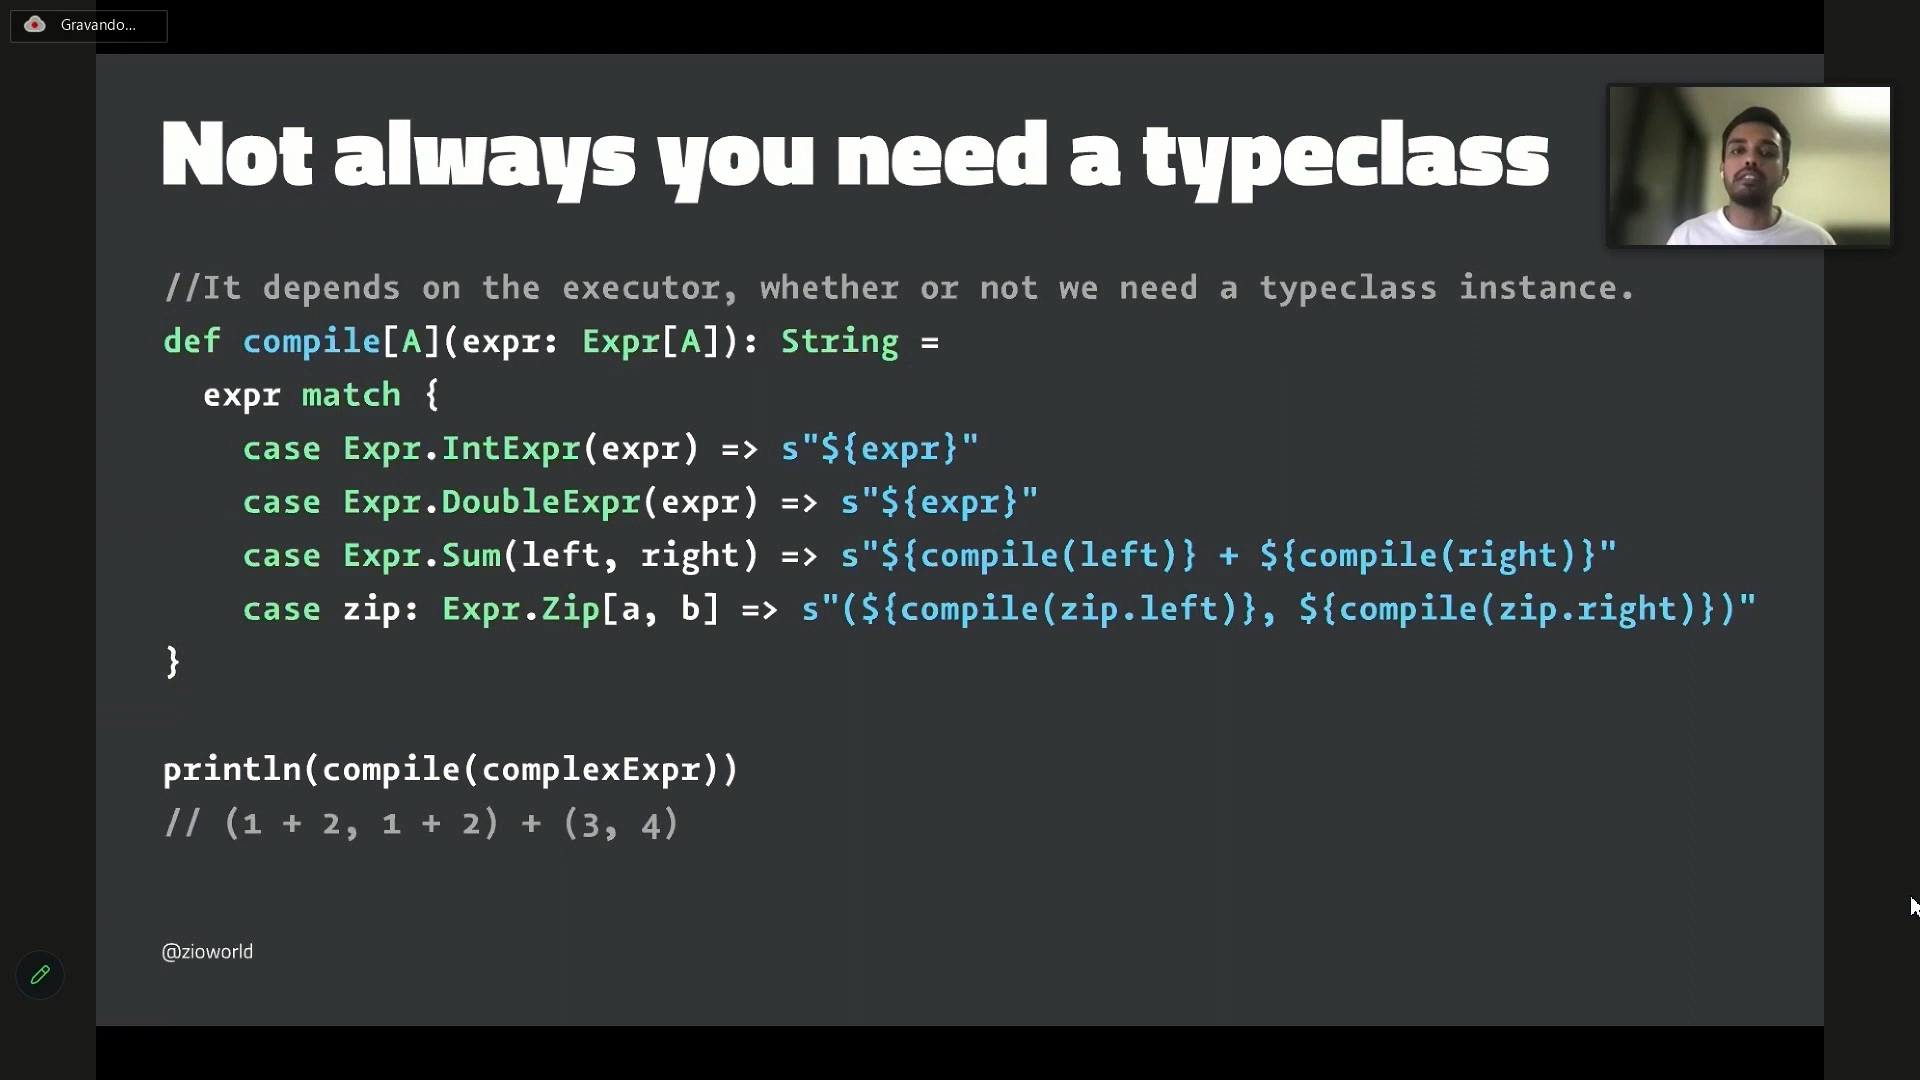 Gravando...
Not always you need a typeclass
//It depends on the executor, whether or not we need a typeclass instance.
def compile[A](expr: Expr[A]): String =
  expr match {
    case Expr.IntExpr(expr) => s"${expr}"
    case Expr.DoubleExpr(expr) => s"${expr}"
    case Expr.Sum(left, right) => s"${compile(left)} + ${compile(right)}"
    case zip: Expr.Zip[a, b] => s"(${compile(zip.left)}, ${compile(zip.right)})"
}
println(compile(complexExpr))
// (1 + 2, 1 + 2) + (3, 4)
@zioworld